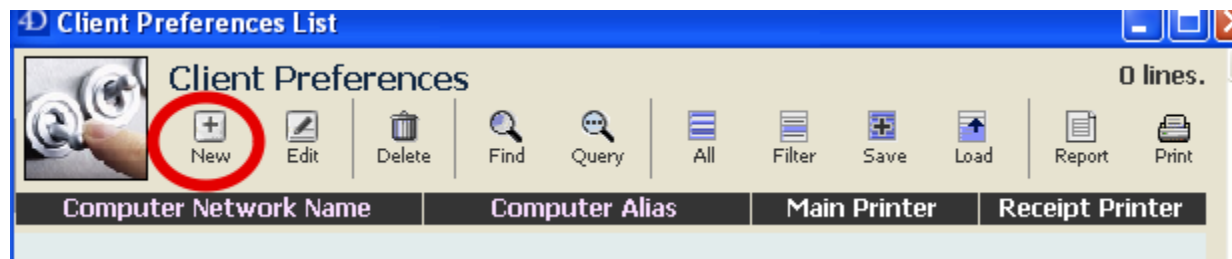 4D Client Preferences List
Client Preferences
0 lines.
New Edit Delete Find Query All Filter Save Load Report Print
Computer Network Name Computer Alias Main Printer Receipt Printer